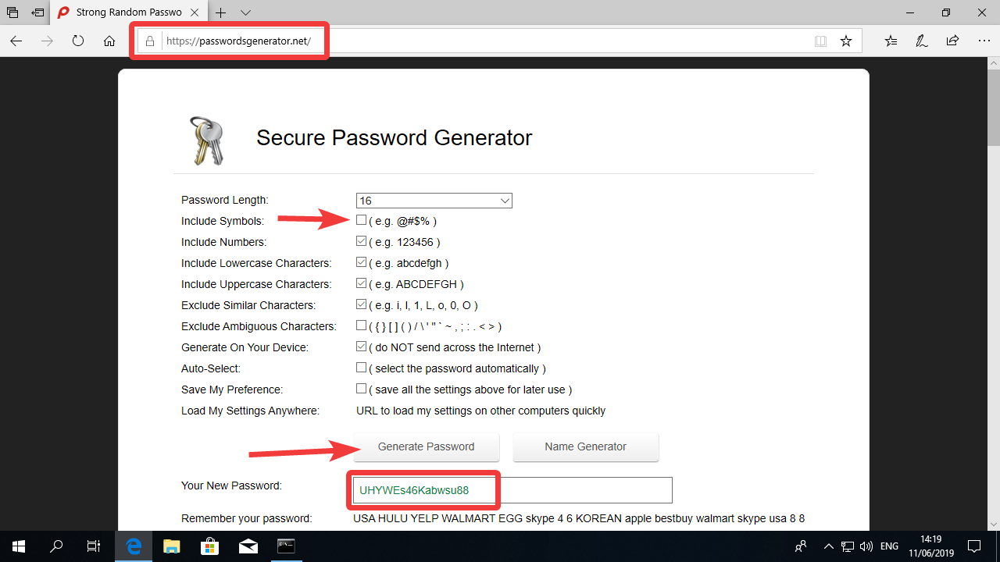 Strong Random Passwo
https://passwordsgenerator.net/
Secure Password Generator
Password Length: 16
Include Symbols: ( e.g. @#$% )
Include Numbers: ( e.g. 123456 )
Include Lowercase Characters: ( e.g. abcdefgh )
Include Uppercase Characters: ( e.g. ABCDEFGH )
Exclude Similar Characters: ( e.g. i, l, 1, L, o, 0, O )
Exclude Ambiguous Characters: ( { } [ ] ( ) / \ ' " ` ~ , ; : . < > )
Generate On Your Device: ( do NOT send across the Internet )
Auto-Select: ( select the password automatically )
Save My Preference: ( save all the settings above for later use )
Load My Settings Anywhere: URL to load my settings on other computers quickly
Generate Password Name Generator
Your New Password: UHYWEs46Kabwsu88
Remember your password: USA HULU YELP WALMART EGG skype 4 6 KOREAN apple bestbuy walmart skype usa 8 8
ENG
14:19
11/06/2019